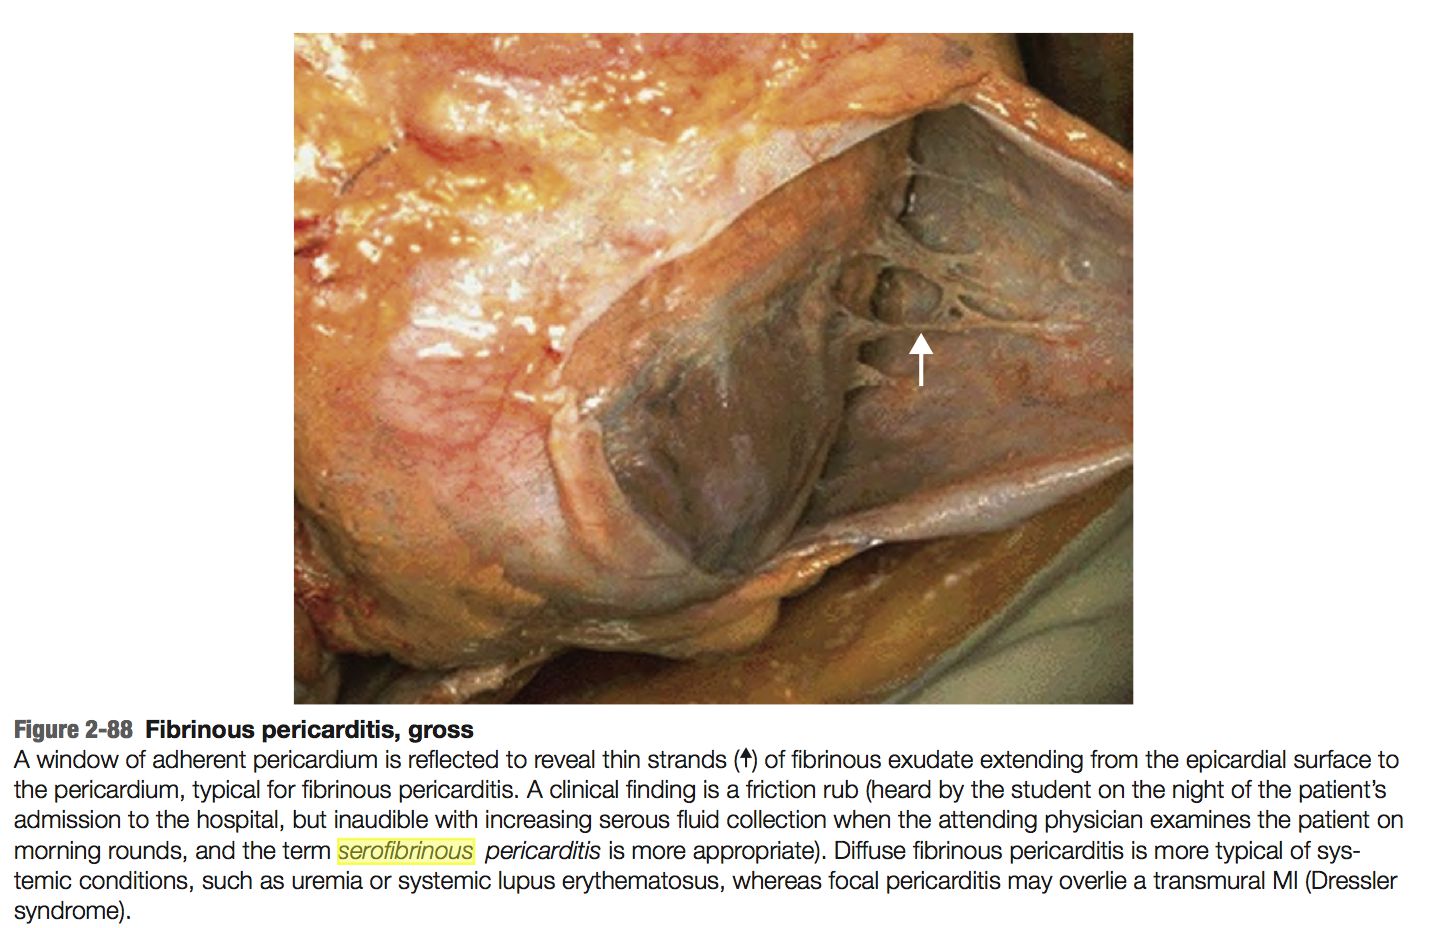 Figure 2-88 Fibrinous pericarditis, gross
A window of adherent pericardium is reflected to reveal thin strands (↑) of fibrinous exudate extending from the epicardial surface to
the pericardium, typical for fibrinous pericarditis. A clinical finding is a friction rub (heard by the student on the night of the patient’s
admission to the hospital, but inaudible with increasing serous fluid collection when the attending physician examines the patient on
morning rounds, and the term serofibrinous pericarditis is more appropriate). Diffuse fibrinous pericarditis is more typical of sys-
temic conditions, such as uremia or systemic lupus erythematosus, whereas focal pericarditis may overlie a transmural MI (Dressler
syndrome).